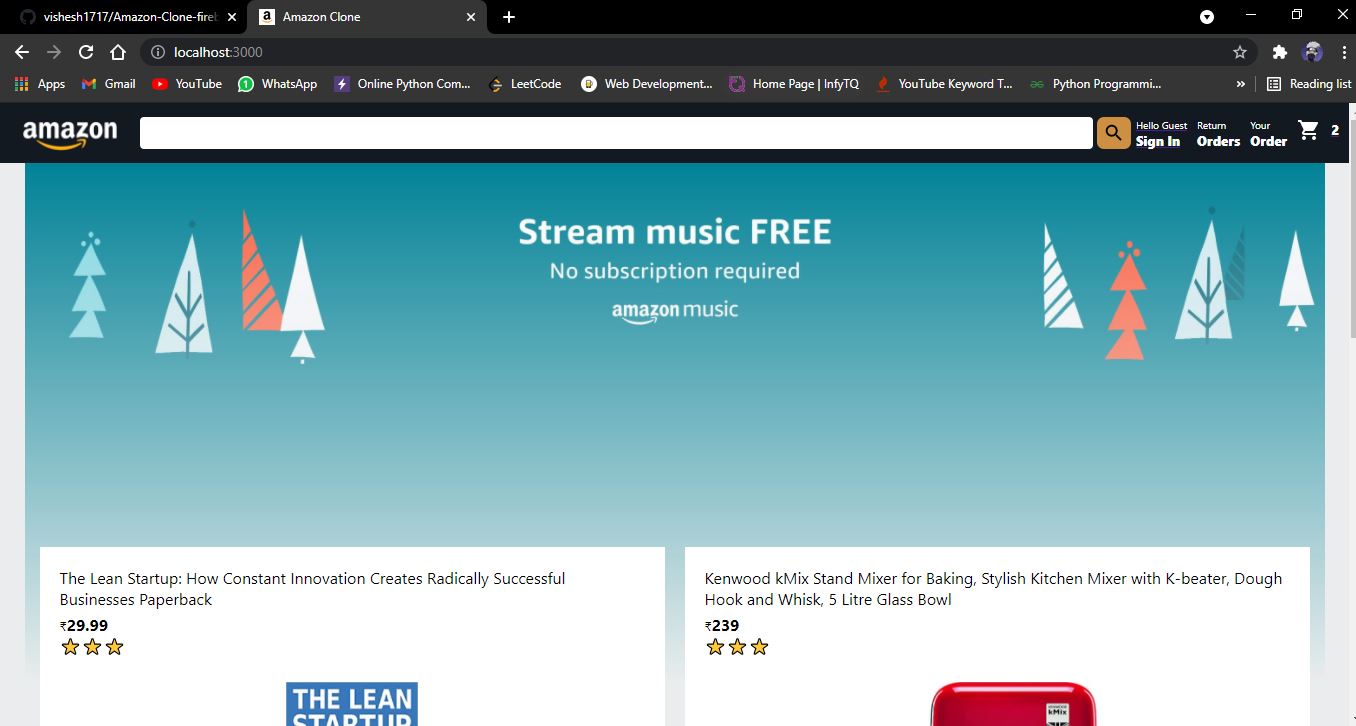 vishesh1717/Amazon-Clone-fireb
Amazon Clone
localhost:3000
Apps
Gmail
YouTube
WhatsApp
Online Python Com...
LeetCode
Web Development...
Home Page | InfyTQ
YouTube Keyword T...
Python Programmi...
»
Reading list
amazon
Hello Guest
Sign In
Return
Orders
Your
Order
2
Stream music FREE
No subscription required
amazon music
The Lean Startup: How Constant Innovation Creates Radically Successful
Businesses Paperback
₹29.99
Kenwood kMix Stand Mixer for Baking, Stylish Kitchen Mixer with K-beater, Dough
Hook and Whisk, 5 Litre Glass Bowl
₹239
THE LEAN
STARTUP
KENWOOD
kMix